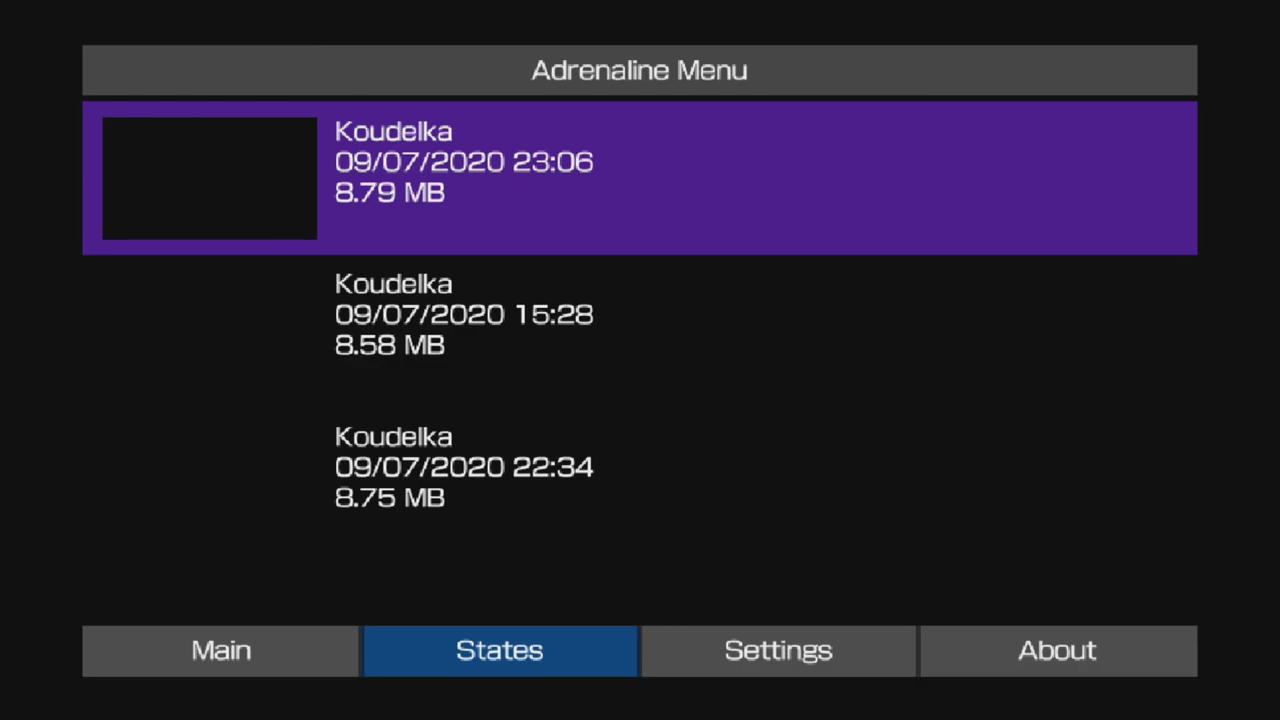 Adrenaline Menu
Koudelka
09/07/2020 23:06
8.79 MB
Koudelka
09/07/2020 15:28
8.58 MB
Koudelka
09/07/2020 22:34
8.75 MB
Main
States
Settings
About